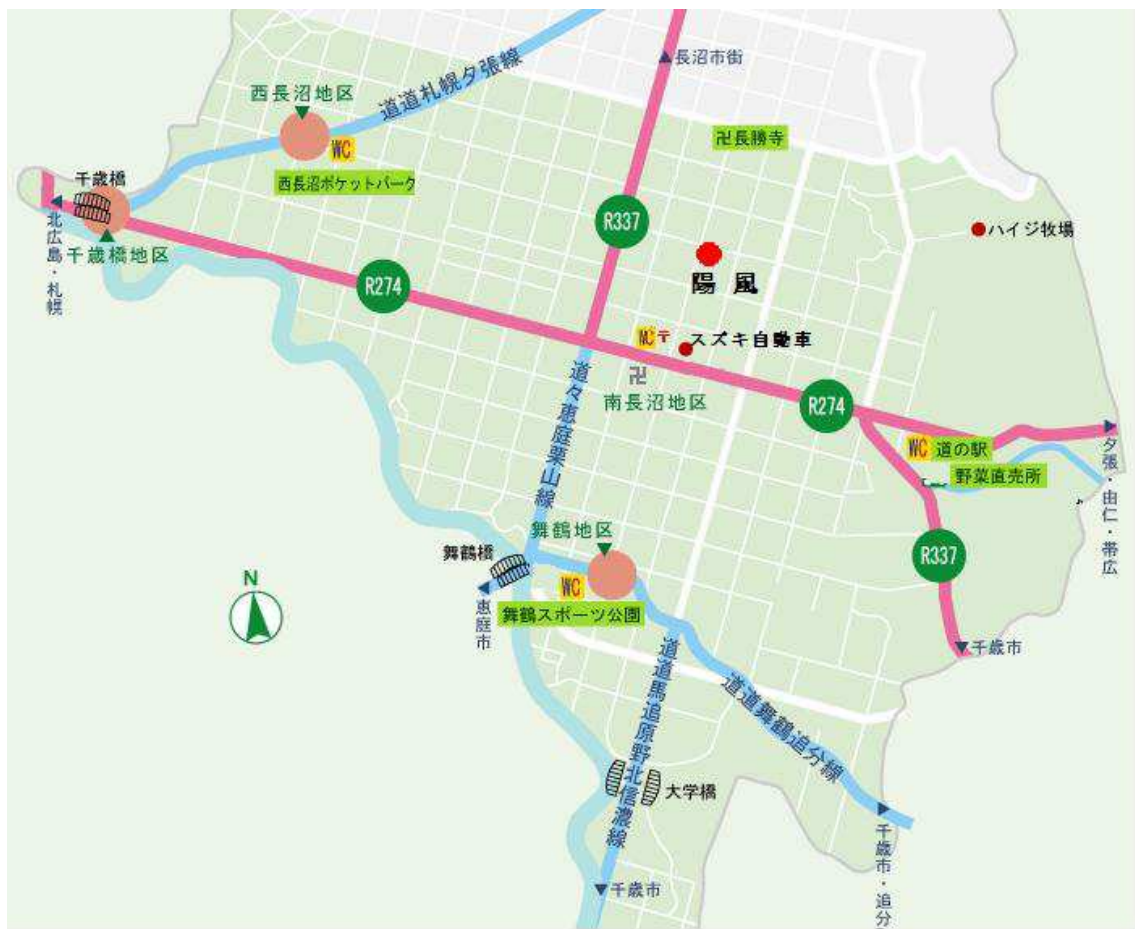 長沼市街
道道札幌夕張線
西長沼地区
卍長勝寺
WC
西長沼ポケットパーク
千歳橋
R337
ハイジ牧場
北広島・札幌
千歳橋地区
陽風
R274
WC〒
スズキ自動車
卍
南長沼地区
R274
道々恵庭栗山線
WC 道の駅
野菜直売所
夕張・由仁・帯広
舞鶴地区
舞鶴橋
R337
WC
恵庭市
舞鶴スポーツ公園
N
千歳市
道道馬追原野北信濃線
道道舞鶴追分線
大学橋
千歳市・追分
千歳市